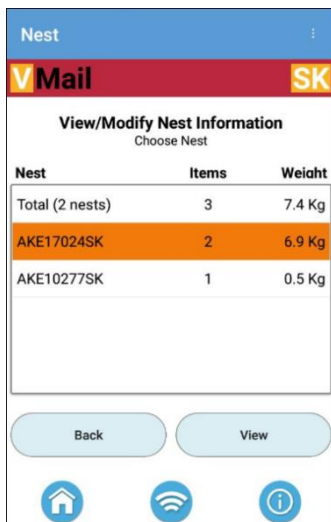 Nest
VMail SK
View/Modify Nest Information
Choose Nest
Nest Items Weight
Total (2 nests) 3 7.4 Kg
AKE17024SK 2 6.9 Kg
AKE10277SK 1 0.5 Kg
Back View